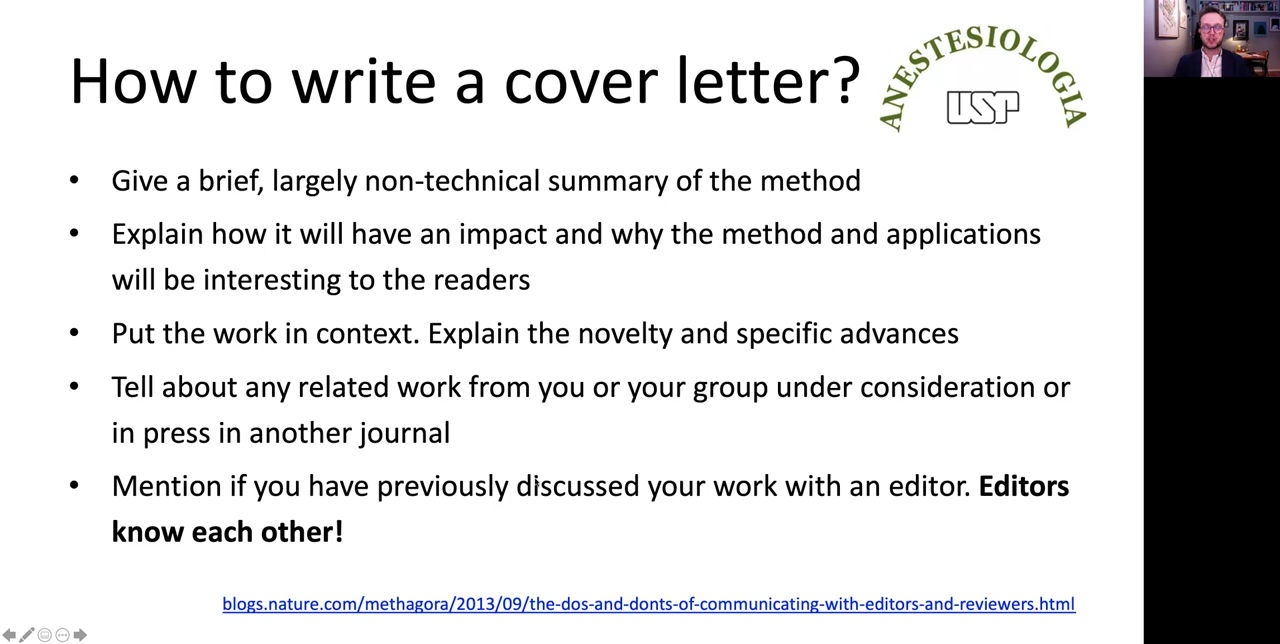 How to write a cover letter?
ANESTESIOLOGIA
USP
• Give a brief, largely non-technical summary of the method
• Explain how it will have an impact and why the method and applications
will be interesting to the readers
• Put the work in context. Explain the novelty and specific advances
• Tell about any related work from you or your group under consideration or
in press in another journal
• Mention if you have previously discussed your work with an editor. Editors
know each other!
blogs.nature.com/methagora/2013/09/the-dos-and-donts-of-communicating-with-editors-and-reviewers.html